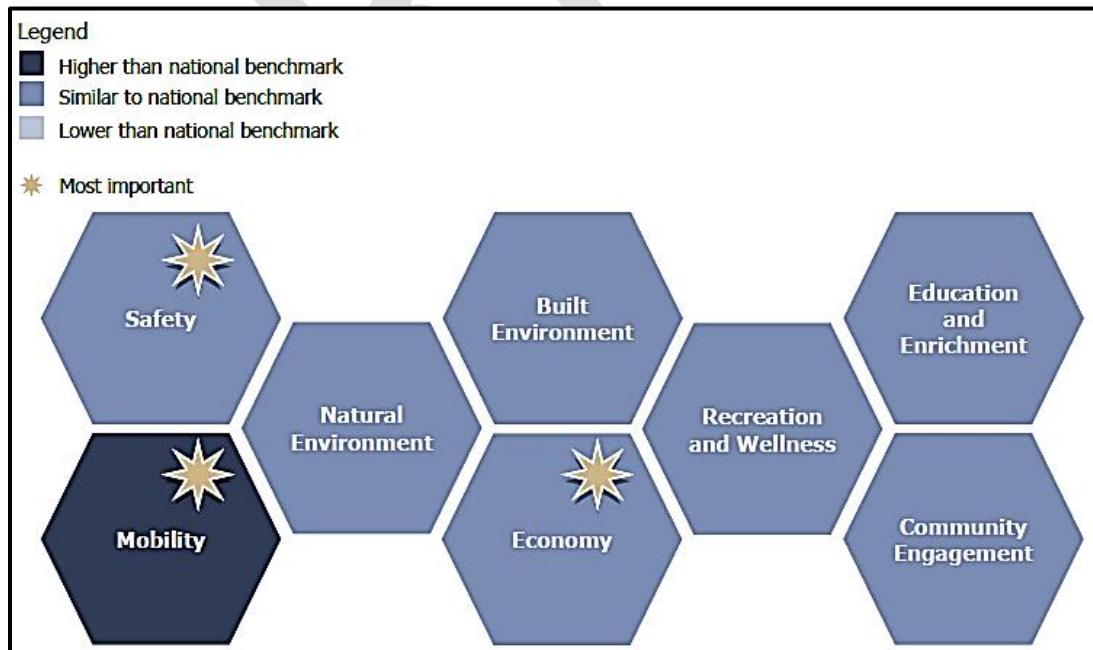 Legend
Higher than national benchmark
Similar to national benchmark
Lower than national benchmark
Most important
Safety
Built
Environment
Education
and
Enrichment
Natural
Environment
Recreation
and Wellness
Mobility
Economy
Community
Engagement